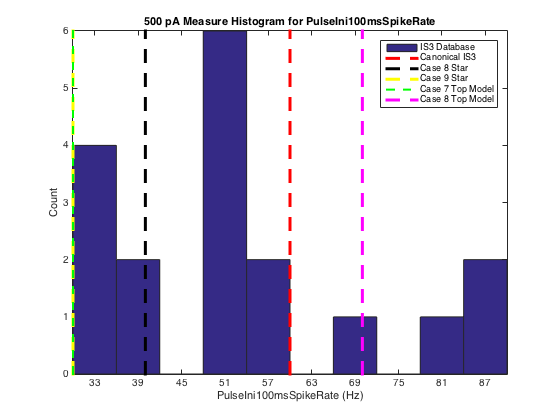 500 pA Measure Histogram for PulseIni100msSpikeRate
IS3 Database
Canonical IS3
Case 8 Star
Case 9 Star
Case 7 Top Model
Case 8 Top Model
Count
6
5
4
3
2
1
0
33 39 45 51 57 63 69 75 81 87
PulseIni100msSpikeRate (Hz)